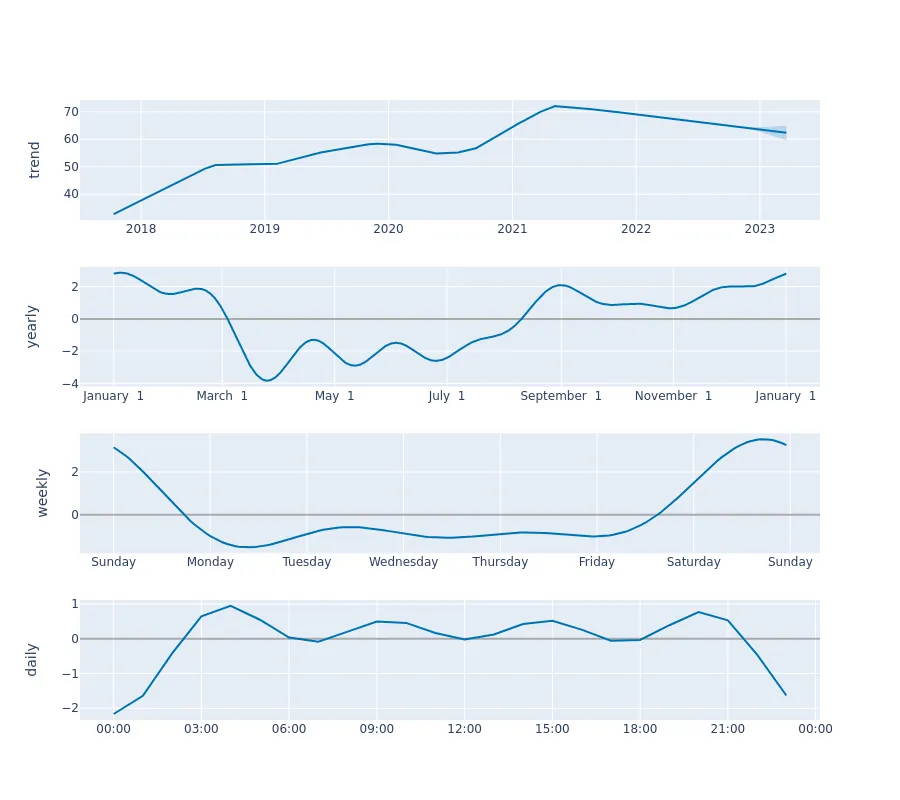 trend
70
60
50
40
2018 2019 2020 2021 2022 2023
yearly
2
0
−2
−4
January 1 March 1 May 1 July 1 September 1 November 1 January 1
weekly
2
0
Sunday Monday Tuesday Wednesday Thursday Friday Saturday Sunday
daily
1
0
−1
−2
00:00 03:00 06:00 09:00 12:00 15:00 18:00 21:00 00:00